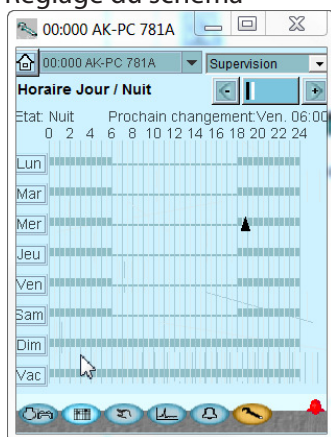 Réglage du schéma
00:000 AK-PC 781A
00:000 AK-PC 781A Supervision
Horaire Jour / Nuit
Etat: Nuit Prochain changement:Ven. 06:00
0 2 4 6 8 10 12 14 16 18 20 22 24
Lun
Mar
Mer
Jeu
Ven
Sam
Dim
Vac